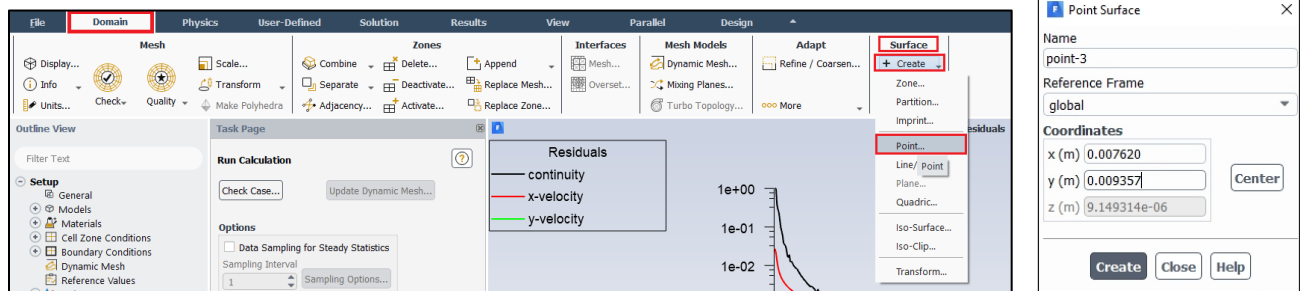 File Domain Physics User-Defined Solution Results View Parallel Design
Mesh
Display...
Info
Units...
Check
Quality
Scale...
Transform
Make Polyhedra
Zones
Combine
Delete...
Append
Separate
Deactivate...
Replace Mesh...
Adjacency...
Activate...
Replace Zone...
Interfaces
Mesh...
Overset...
Mesh Models
Dynamic Mesh...
Mixing Planes...
Turbo Topology...
Adapt
Refine / Coarsen...
More
Surface
+ Create
Zone...
Partition...
Imprint...
Point...
Line/
Point
Plane...
Quadric...
Iso-Surface...
Iso-Clip...
Transform...
Outline View
Filter Text
Setup
General
Models
Materials
Cell Zone Conditions
Boundary Conditions
Dynamic Mesh
Reference Values
Task Page
Run Calculation
?
Check Case...
Update Dynamic Mesh...
Options
Data Sampling for Steady Statistics
Sampling Interval
1
Sampling Options...
esiduals
Residuals
continuity
x-velocity
y-velocity
1e+00
1e-01
1e-02
Point Surface
Name
point-3
Reference Frame
global
Coordinates
x (m) 0.007620
y (m) 0.009357
z (m) 9.149314e-06
Center
Create Close Help